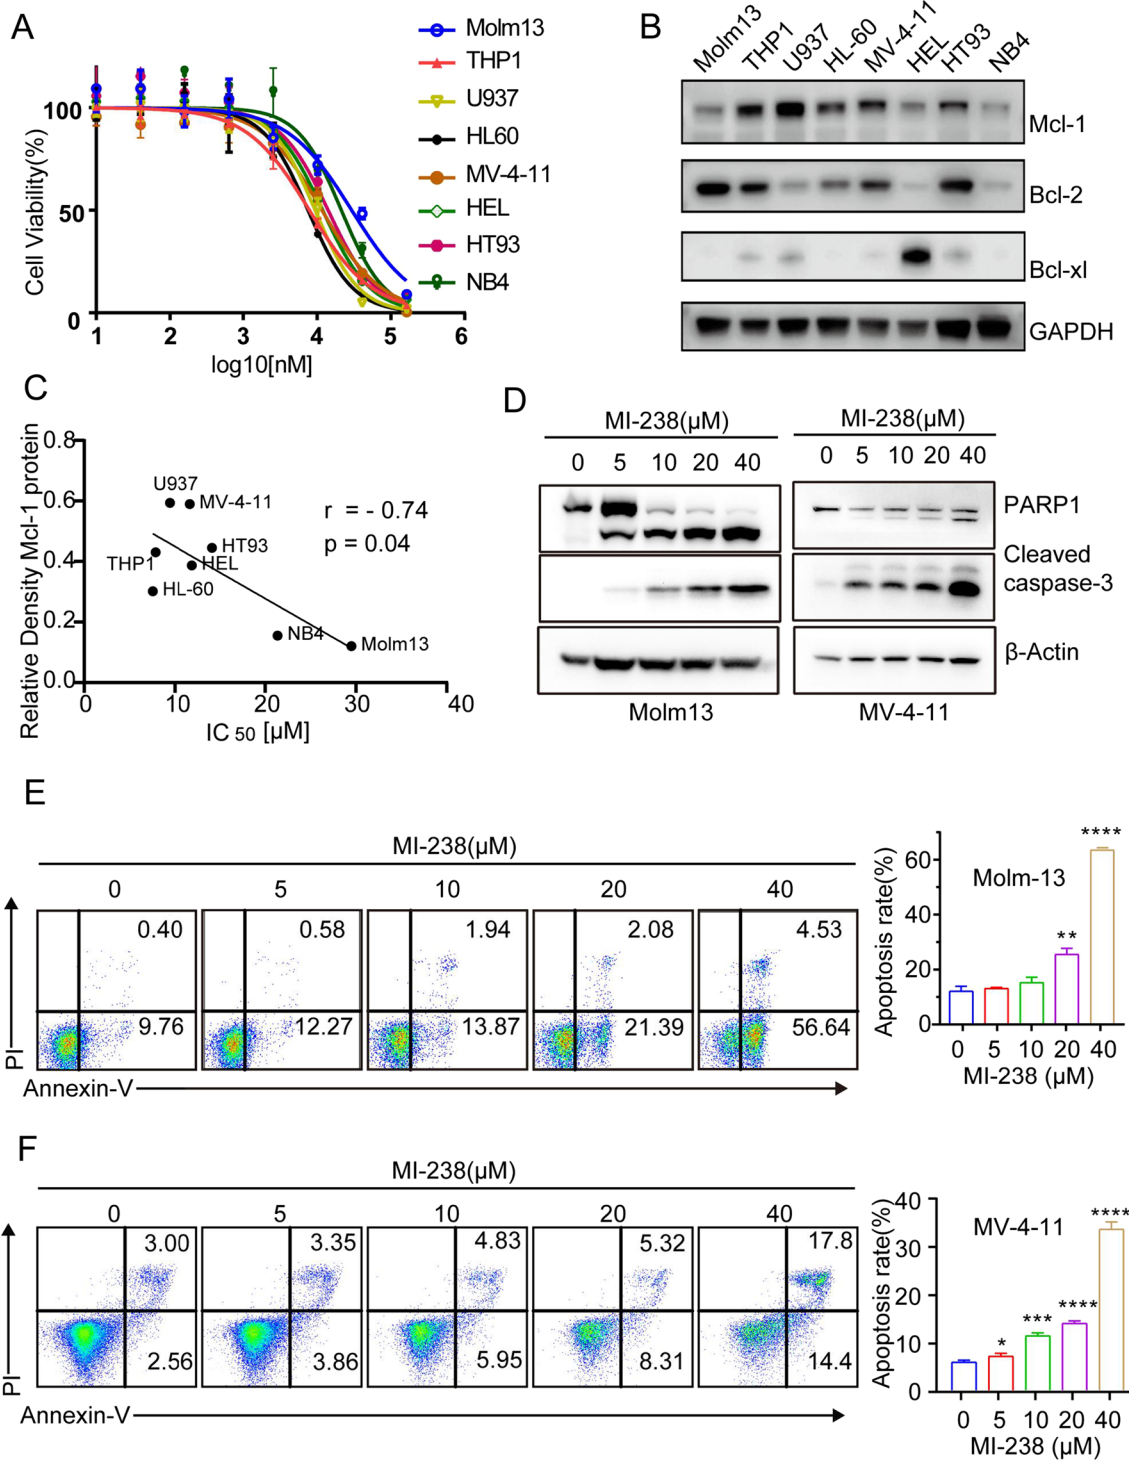 A
Cell Viability(%)
100
50
0
1 2 3 4 5 6
log10[nM]
Molm13
THP1
U937
HL60
MV-4-11
HEL
HT93
NB4
B
Molm13 THP1 U937 HL-60 MV-4-11 HEL HT93 NB4
Mcl-1
Bcl-2
Bcl-xl
GAPDH
C
Relative Density Mcl-1 protein
0.8
0.6
0.4
0.2
0.0
0 10 20 30 40
IC 50 [µM]
U937
MV-4-11
HT93
THP1
HEL
HL-60
NB4
Molm13
r = - 0.74
p = 0.04
D
MI-238(µM) MI-238(µM)
0 5 10 20 40 0 5 10 20 40
PARP1
Cleaved
caspase-3
β-Actin
Molm13 MV-4-11
E
MI-238(µM)
0 5 10 20 40
0.40 0.58 1.94 2.08 4.53
9.76 12.27 13.87 21.39 56.64
PI
Annexin-V
Apoptosis rate(%)
60
40
20
0
Molm-13
**
****
0 5 10 20 40
MI-238 (µM)
F
MI-238(µM)
0 5 10 20 40
3.00 3.35 4.83 5.32 17.8
2.56 3.86 5.95 8.31 14.4
PI
Annexin-V
Apoptosis rate(%)
40
30
20
10
0
MV-4-11
*
***
****
****
0 5 10 20 40
MI-238 (µM)